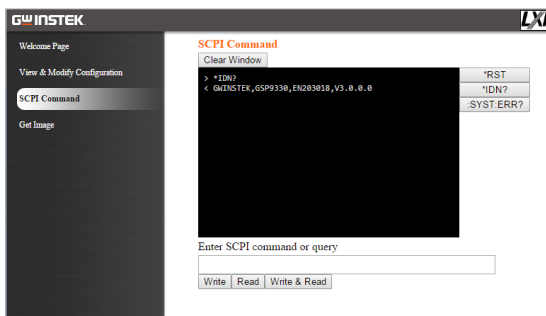 GWINSTEK
LXI
Welcome Page
View & Modify Configuration
SCPI Command
Get Image
SCPI Command
Clear Window
> *IDN?
< GWINSTEK,GSP9330,EN203018,V3.0.0.0
*RST
*IDN?
:SYST:ERR?
Enter SCPI command or query
Write
Read
Write & Read